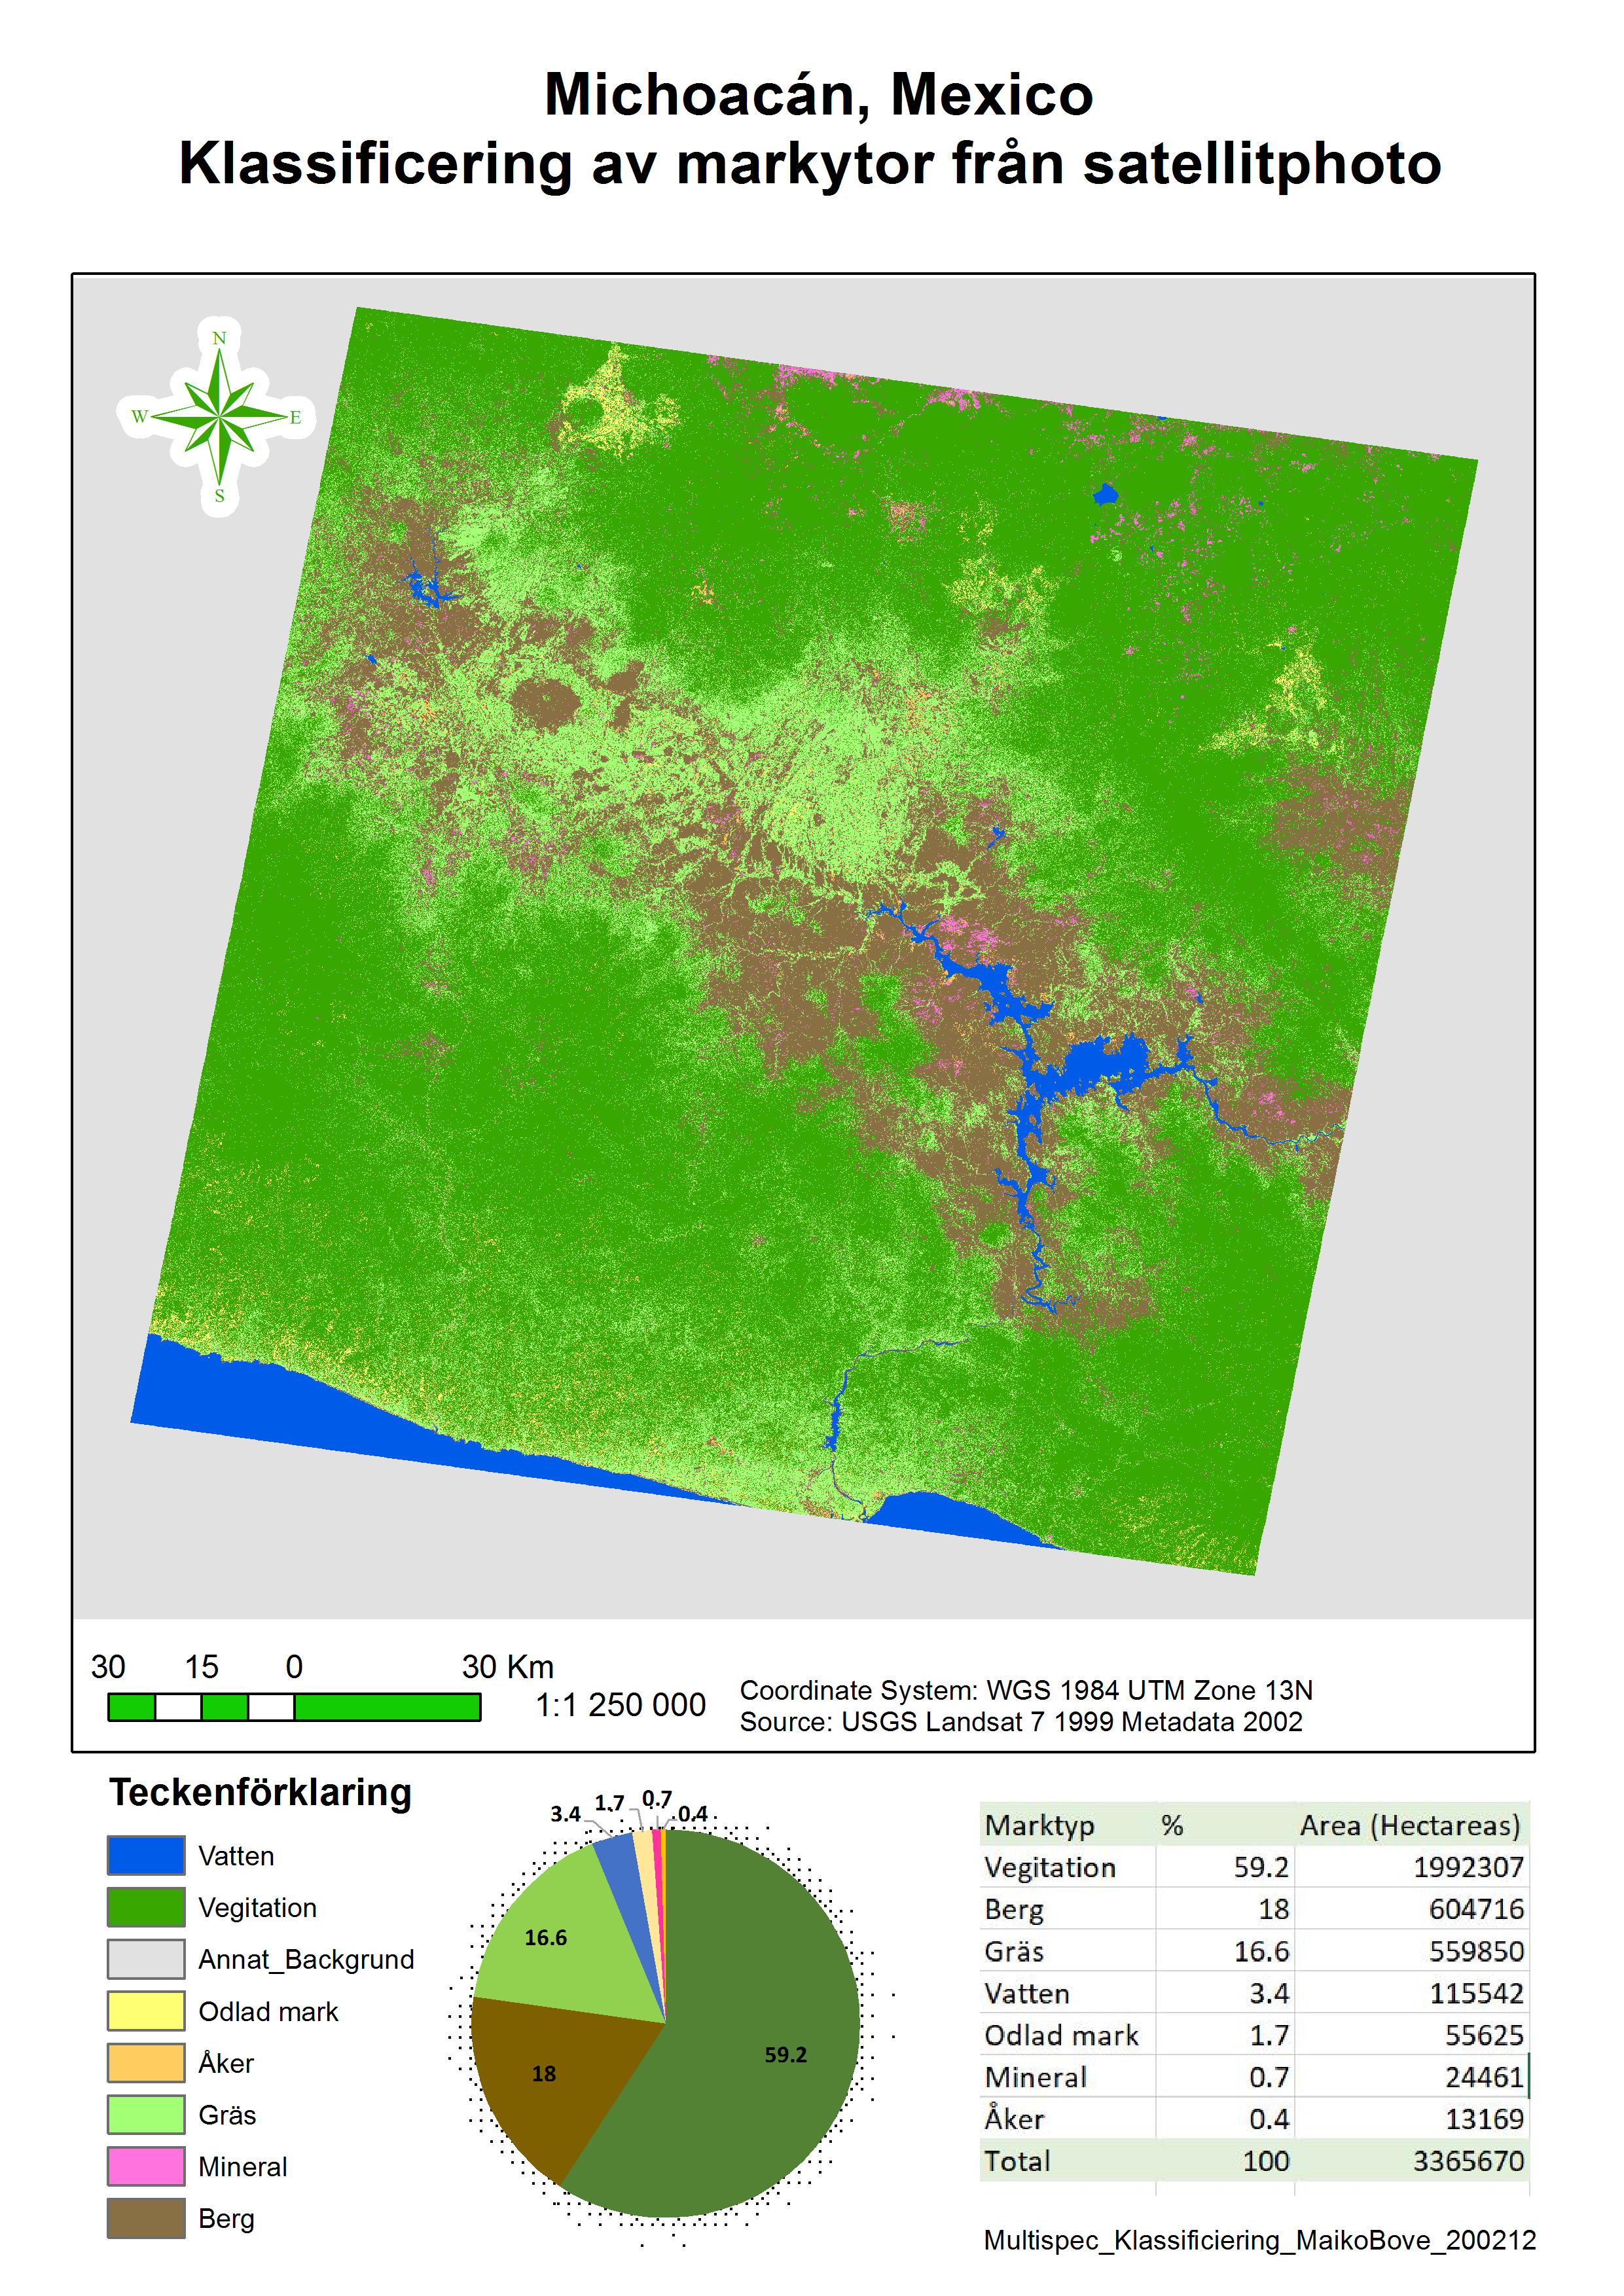 Michoacán, Mexico
Klassificering av markytor från satellitphoto
N
W E
S
30 15 0 30 Km
1:1 250 000
Coordinate System: WGS 1984 UTM Zone 13N
Source: USGS Landsat 7 1999 Metadata 2002
Teckenförklaring
Vatten
Vegitation
Annat_Backgrund
Odlad mark
Åker
Gräs
Mineral
Berg
3.4 1.7 0.7 0.4
16.6
18
59.2
Marktyp % Area (Hectareas)
Vegitation 59.2 1992307
Berg 18 604716
Gräs 16.6 559850
Vatten 3.4 115542
Odlad mark 1.7 55625
Mineral 0.7 24461
Åker 0.4 13169
Total 100 3365670
Multispec_Klassificiering_MaikoBove_200212